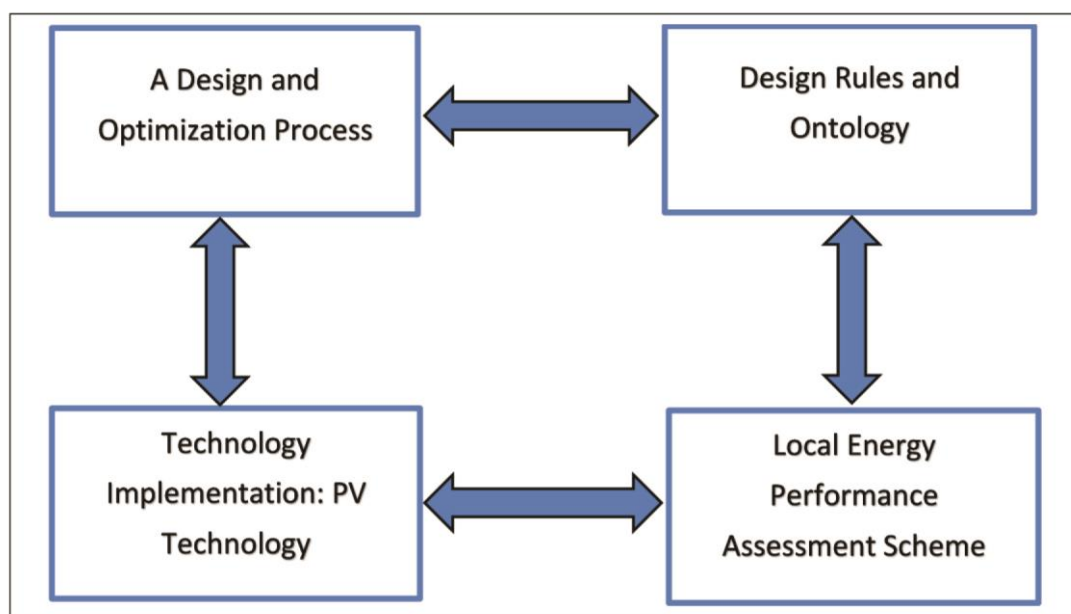 A Design and
Optimization Process
Design Rules and
Ontology
Technology
Implementation: PV
Technology
Local Energy
Performance
Assessment Scheme